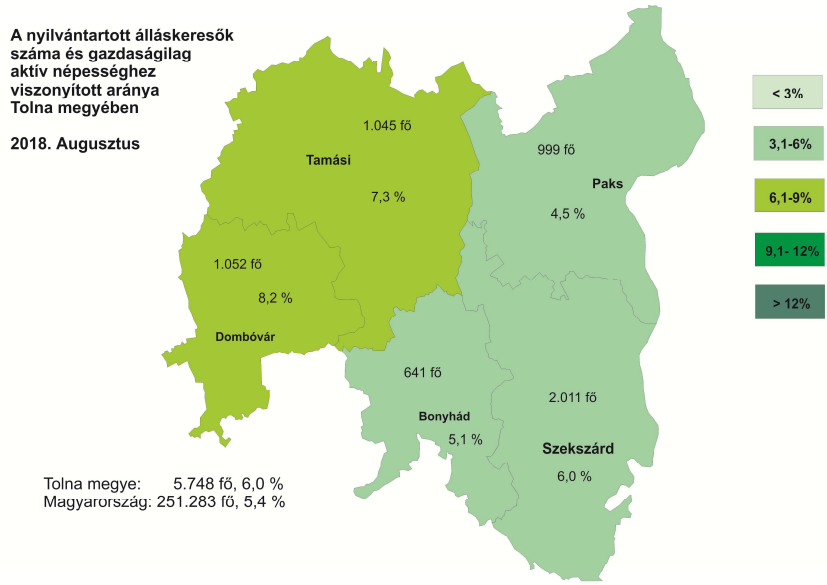 A nyilvántartott álláskeresők
száma és gazdaságilag
aktív népességhez
viszonyított aránya
Tolna megyében
2018. Augusztus
1.045 fő
Tamási
7,3 %
999 fő
Paks
4,5 %
1.052 fő
8,2 %
Dombóvár
641 fő
Bonyhád
5,1 %
2.011 fő
Szekszárd
6,0 %
Tolna megye: 5.748 fő, 6,0 %
Magyarország: 251.283 fő, 5,4 %
< 3%
3,1-6%
6,1-9%
9,1- 12%
> 12%